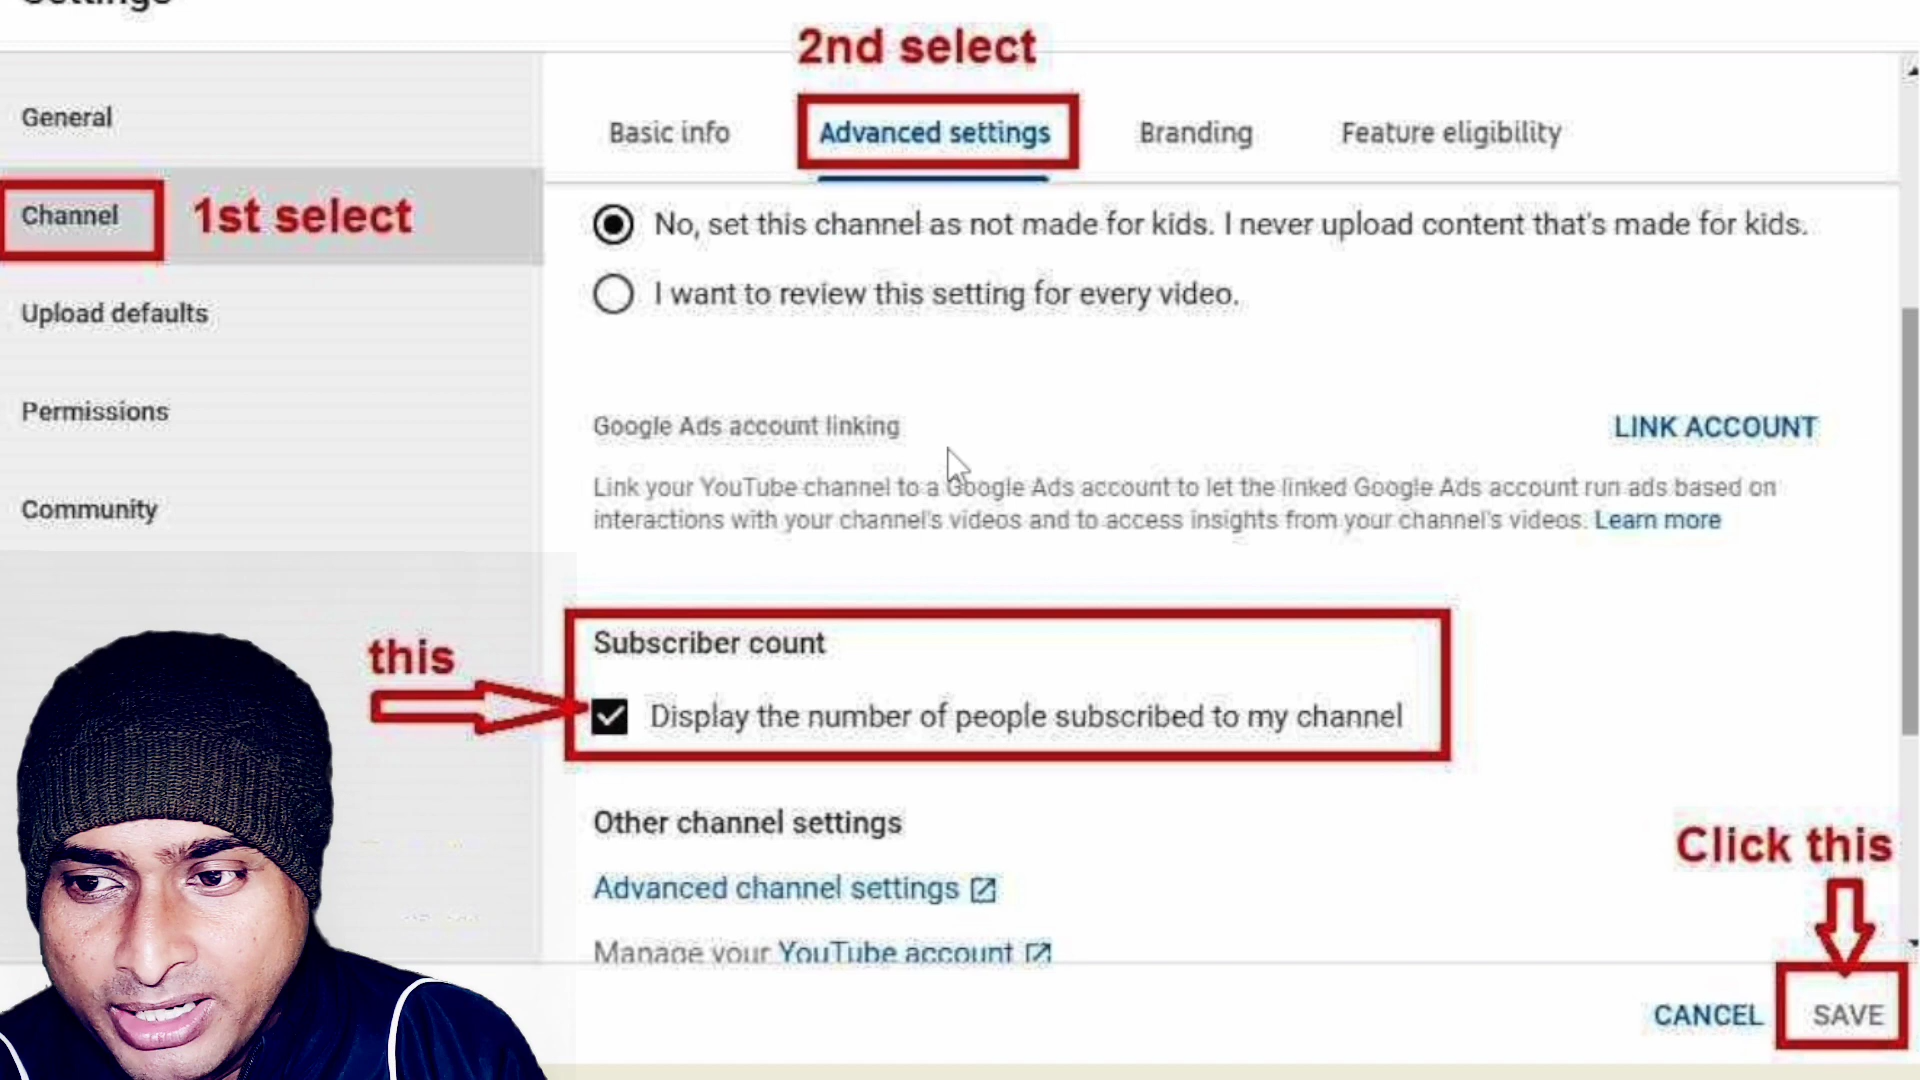 Settings
2nd select
General
Basic info
Advanced settings
Branding
Feature eligibility
Channel
1st select
No, set this channel as not made for kids. I never upload content that's made for kids.
Upload defaults
I want to review this setting for every video.
Permissions
Google Ads account linking
LINK ACCOUNT
Link your YouTube channel to a Google Ads account to let the linked Google Ads account run ads based on
interactions with your channel's videos and to access insights from your channel's videos. Learn more
Community
this
Subscriber count
Display the number of people subscribed to my channel
Other channel settings
Click this
Advanced channel settings
Manage your YouTube account
CANCEL
SAVE